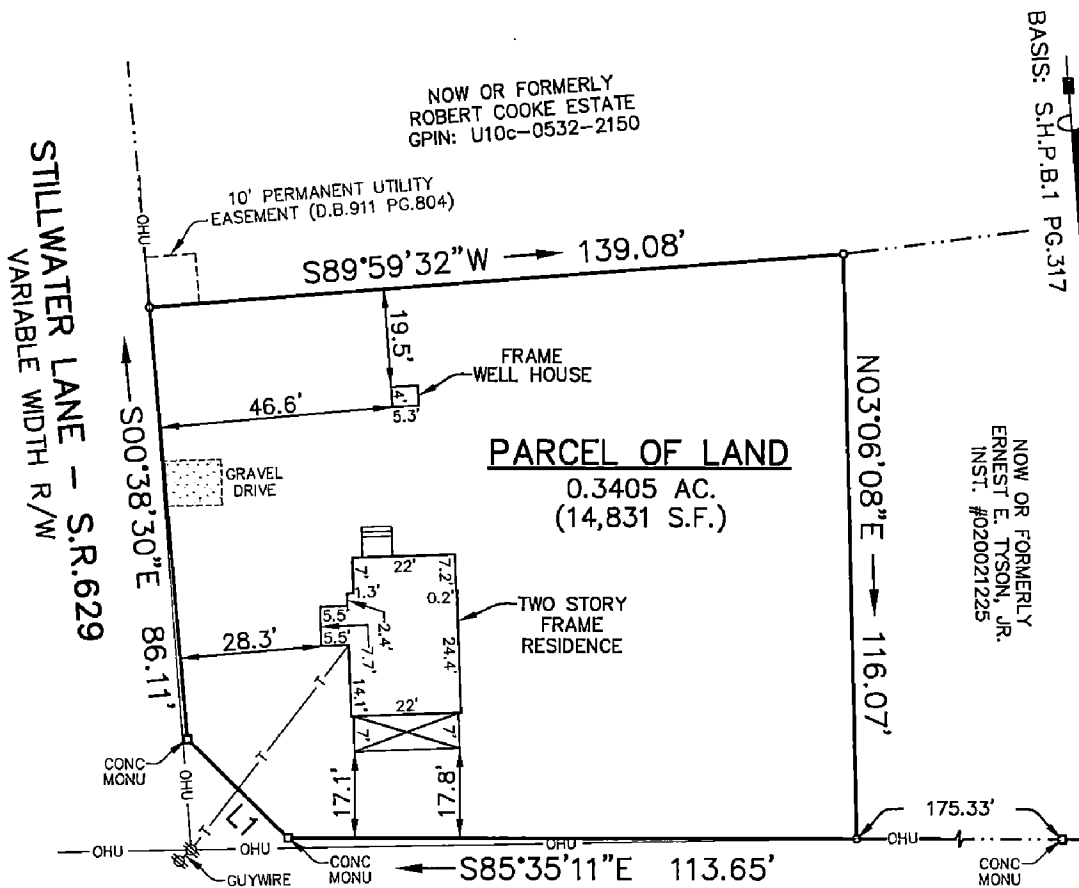 NOW OR FORMERLY
ROBERT COOKE ESTATE
GPIN: U10c-0532-2150
BASIS: S.H.P.B.1 PG.317
10' PERMANENT UTILITY
EASEMENT (D.B.911 PG.804)
OHU
S89°59'32"W 139.08'
STILLWATER LANE - S.R.629
VARIABLE WIDTH R/W
S00°38'30"E 86.11'
19.5'
FRAME
WELL HOUSE
4'
5.3'
46.6'
GRAVEL
DRIVE
PARCEL OF LAND
0.3405 AC.
(14,831 S.F.)
N03°06'08"E 116.07'
NOW OR FORMERLY
ERNEST E. TYSON, JR.
INST. #020021225
22'
7'
7.2'
1.3'
0.2'
5.5'
2.4'
5.5'
7.7'
24.4'
TWO STORY
FRAME
RESIDENCE
28.3'
14.1'
22'
7'
7'
T
T
17.1'
17.8'
CONC
MONU
OHU
L1
175.33'
OHU
OHU
OHU
OHU
GUYWIRE
CONC
MONU
S85°35'11"E 113.65'
CONC
MONU